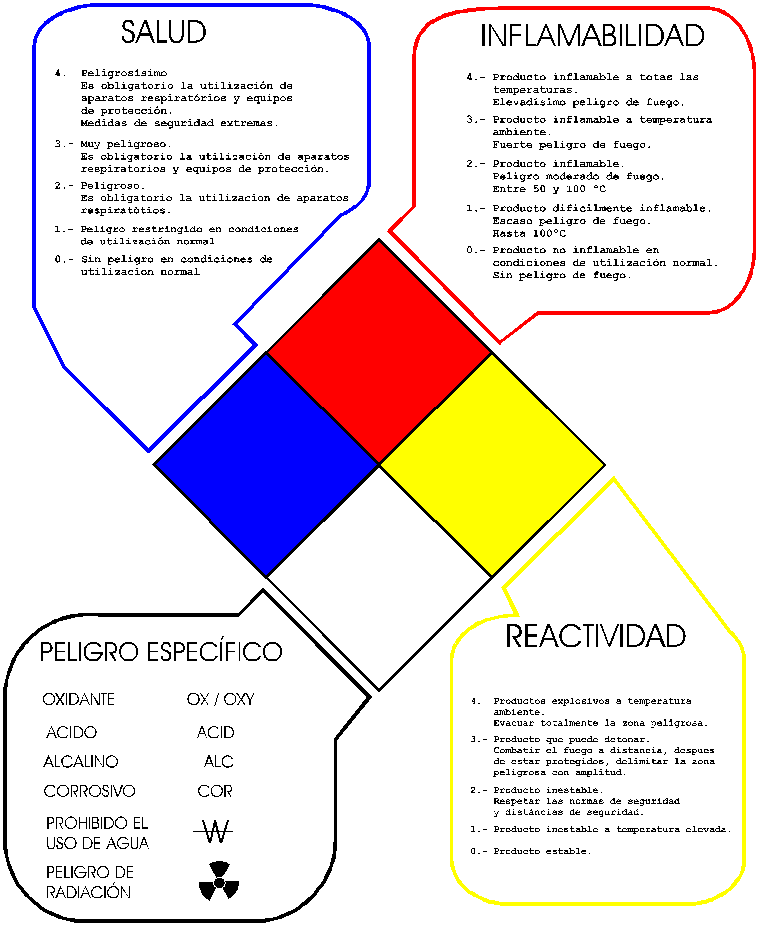 SALUD
4. Peligrosisimo
Es obligatorio la utilización de
aparatos respiratórios y equipos
de protección.
Medidas de seguridad extremas.
3.- Muy peligroso.
Es obligatorio la utilización de aparatos
respiratorios y equipos de protección.
2.- Peligroso.
Es obligatorio la utilizacion de aparatos
respiratótios.
1.- Peligro restringido en condiciones
de utilización normal
0.- Sin peligro en condiciones de
utilizacion normal
INFLAMABILIDAD
4.- Producto inflamable a totas las
temperaturas.
Elevadísimo peligro de fuego.
3.- Producto inflamable a temperatura
ambiente.
Fuerte peligro de fuego.
2.- Producto inflamable.
Peligro moderado de fuego.
Entre 50 y 100 ºC
1.- Producto dificilmente inflamable.
Escaso peligro de fuego.
Hasta 100ºC
0.- Producto no inflamable en
condiciones de utilización normal.
Sin peligro de fuego.
PELIGRO ESPECÍFICO
OXIDANTE OX / OXY
ACIDO ACID
ALCALINO ALC
CORROSIVO COR
PROHIBIDO EL
USO DE AGUA W
PELIGRO DE
RADIACIÓN
REACTIVIDAD
4. Productos explosivos a temperatura
ambiente.
Evacuar totalmente la zona peligrosa.
3.- Producto que puede detonar.
Combatir el fuego a distancia, despues
de estar protegidos, delimitar la zona
peligrosa con amplitud.
2.- Producto inestable.
Respetar las normas de seguridad
y distáncias de seguridad.
1.- Producto inestable a temperatura elevada.
0.- Producto estable.